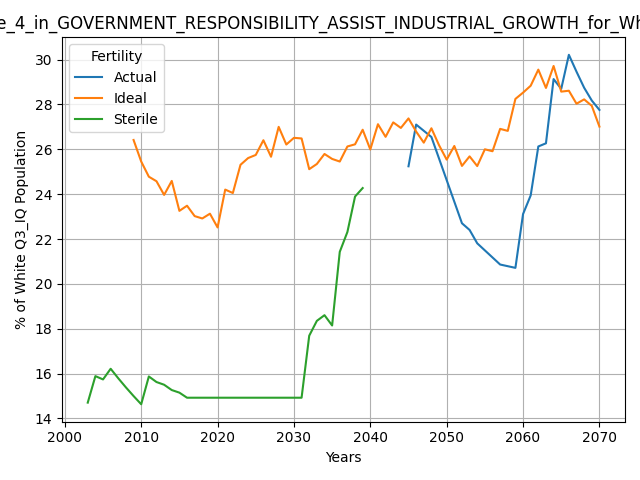 e_4_in_GOVERNMENT_RESPONSIBILITY_ASSIST_INDUSTRIAL_GROWTH_for_Wh
Fertility
Actual
Ideal
Sterile
% of White Q3_IQ Population
30
28
26
24
22
20
18
16
14
2000 2010 2020 2030 2040 2050 2060 2070
Years